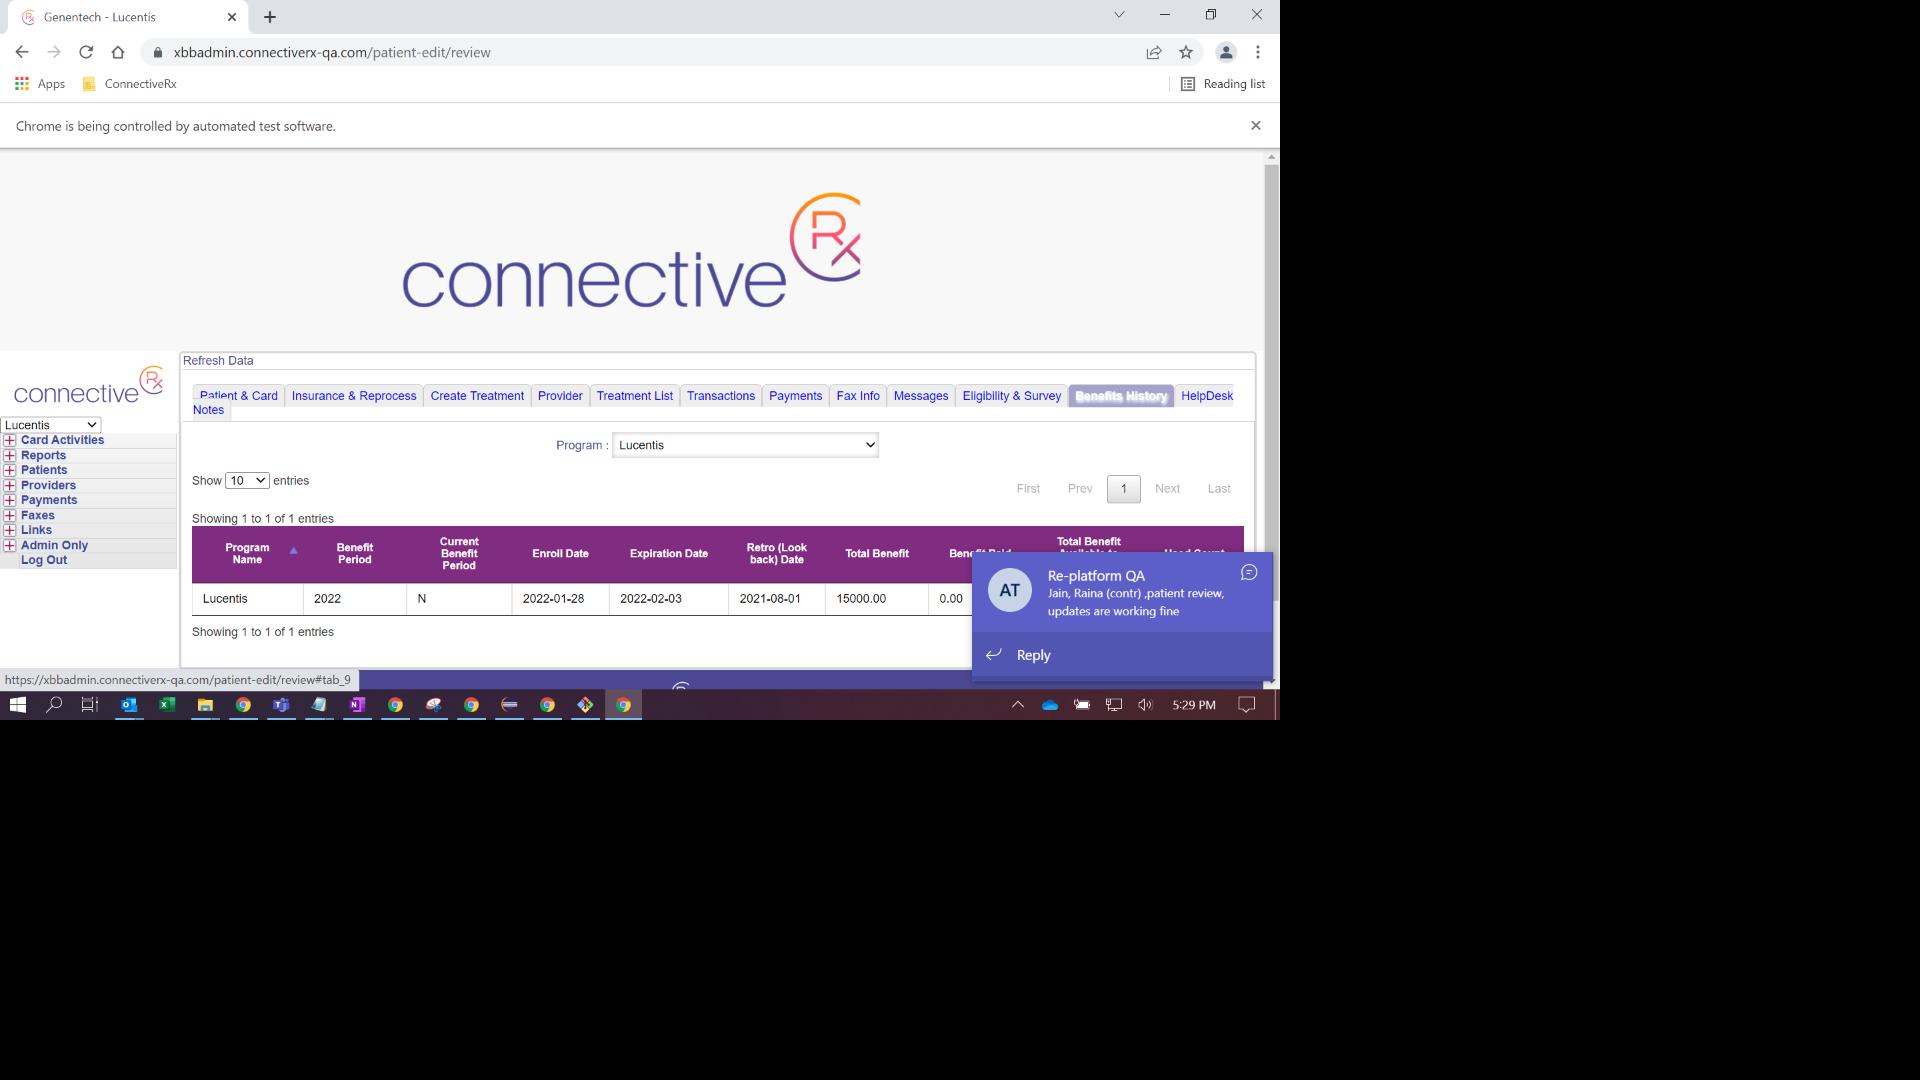 Genentech - Lucentis
xbbadmin.connectiverx-qa.com/patient-edit/review
Apps ConnectiveRx Reading list
Chrome is being controlled by automated test software.
connective Rx
connective Rx
Lucentis
Card Activities
Reports
Patients
Providers
Payments
Faxes
Links
Admin Only
Log Out
Refresh Data
Patient & Card Insurance & Reprocess Create Treatment Provider Treatment List Transactions Payments Fax Info Messages Eligibility & Survey Benefits History HelpDesk
Notes
Program : Lucentis
Show 10 entries
First Prev 1 Next Last
Showing 1 to 1 of 1 entries
Program Name Benefit Period Current Benefit Period Enroll Date Expiration Date Retro (Look back) Date Total Benefit Benefit Paid Total Benefit
Lucentis 2022 N 2022-01-28 2022-02-03 2021-08-01 15000.00 0.00
Showing 1 to 1 of 1 entries
AT
Re-platform QA
Jain, Raina (contr) ,patient review,
updates are working fine
Reply
https://xbbadmin.connectiverx-qa.com/patient-edit/review#tab_9
5:29 PM